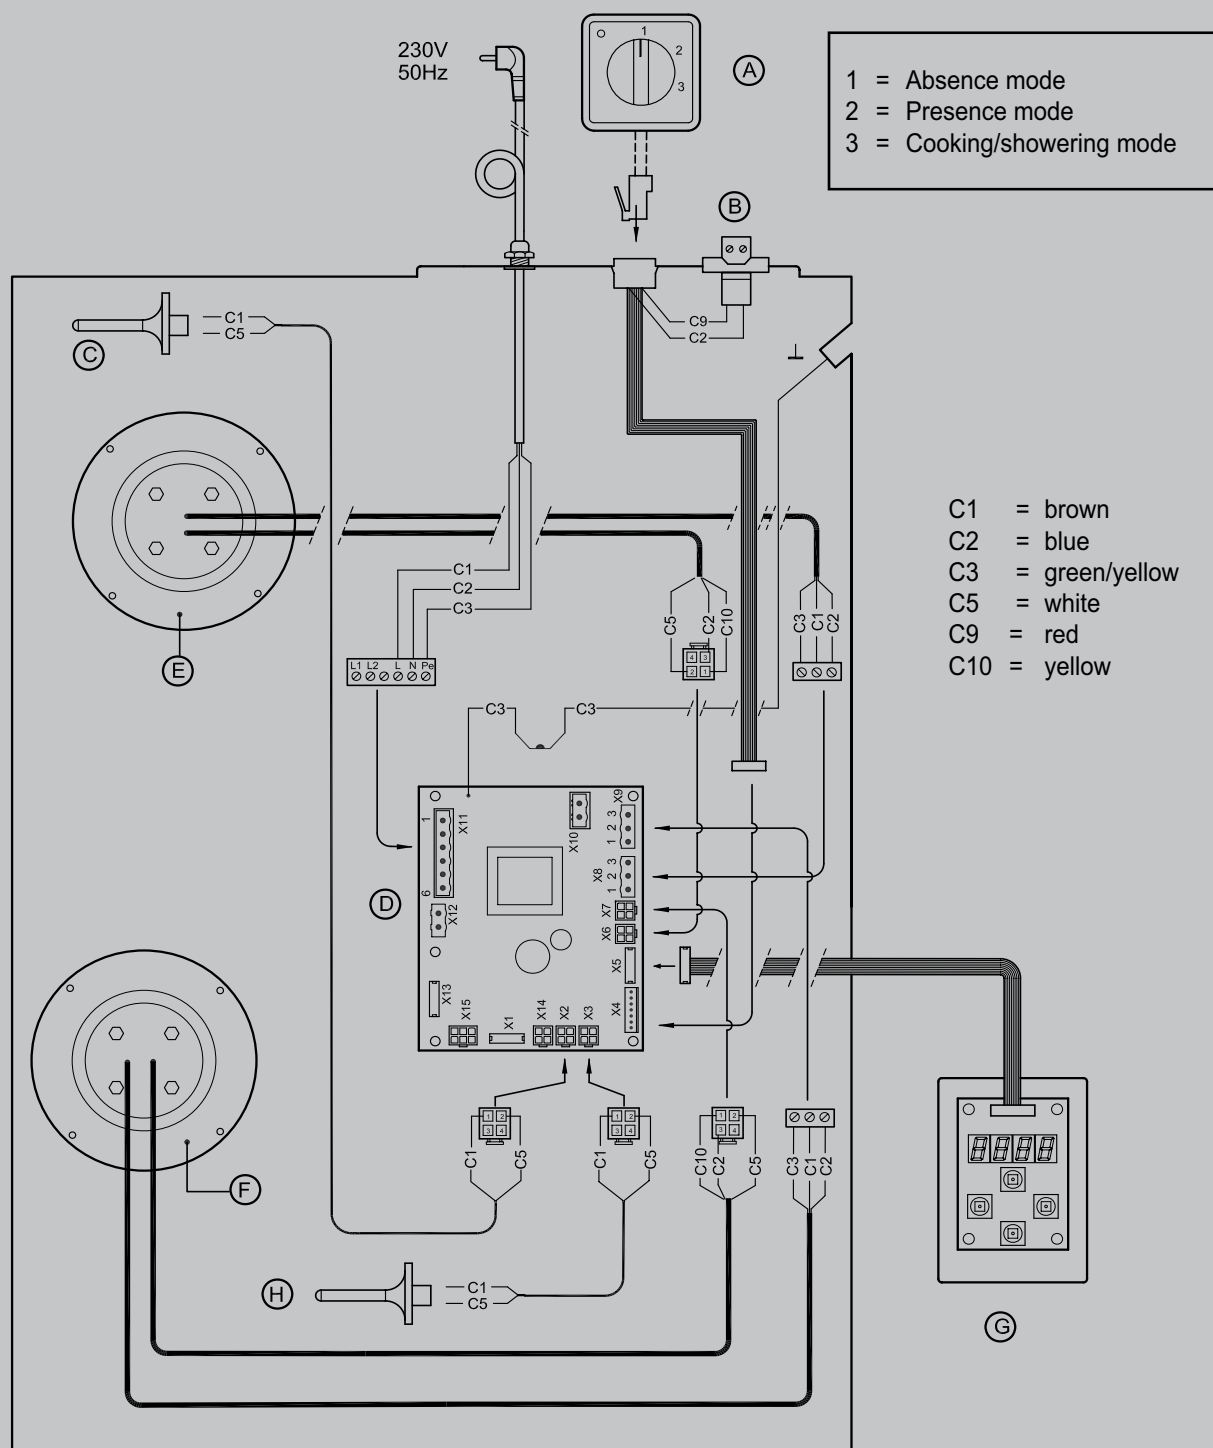 230V
50Hz
1
2
3
A
1 = Absence mode
2 = Presence mode
3 = Cooking/showering mode
B
C1
C5
C
C9
C2
C1 = brown
C2 = blue
C3 = green/yellow
C5 = white
C9 = red
C10 = yellow
C1
C2
C3
C5
C2
C10
C3
C1
C2
E
L1 L2 L N Pe
4 3
2 1
C3
C3
1
6
X11
X10
X9
3
2
1
X8
3
2
1
D
X12
X7
X6
X5
X4
X13
X15
X1
X14
X2
X3
1 2
3 4
1 2
3 4
1 2
3 4
C1
C5
C1
C5
C10
C2
C5
C3
C1
C2
F
8888
H
C1
C5
G